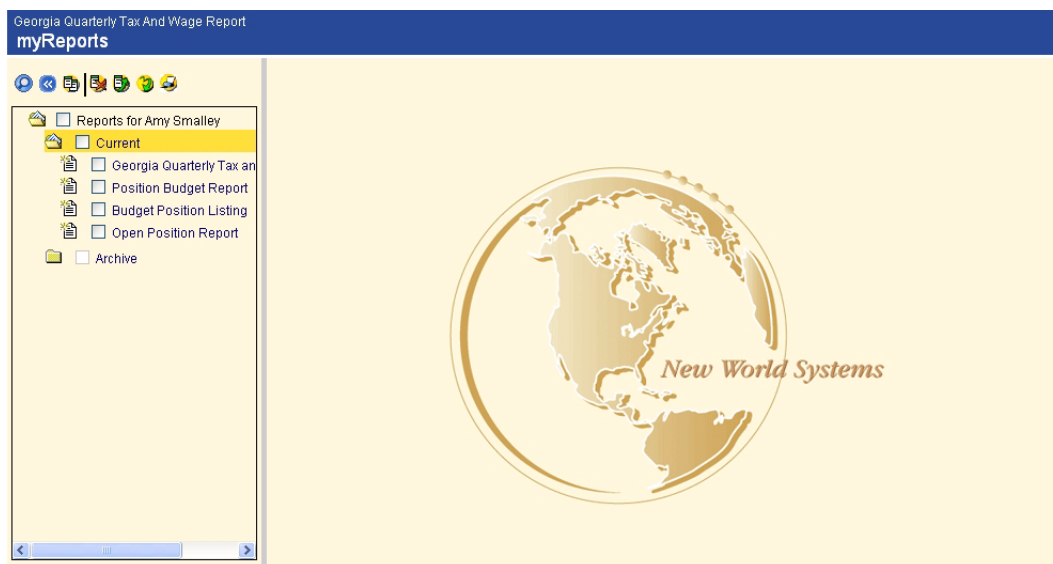 Georgia Quarterly Tax And Wage Report
myReports
Reports for Amy Smalley
Current
Georgia Quarterly Tax an
Position Budget Report
Budget Position Listing
Open Position Report
Archive
New World Systems